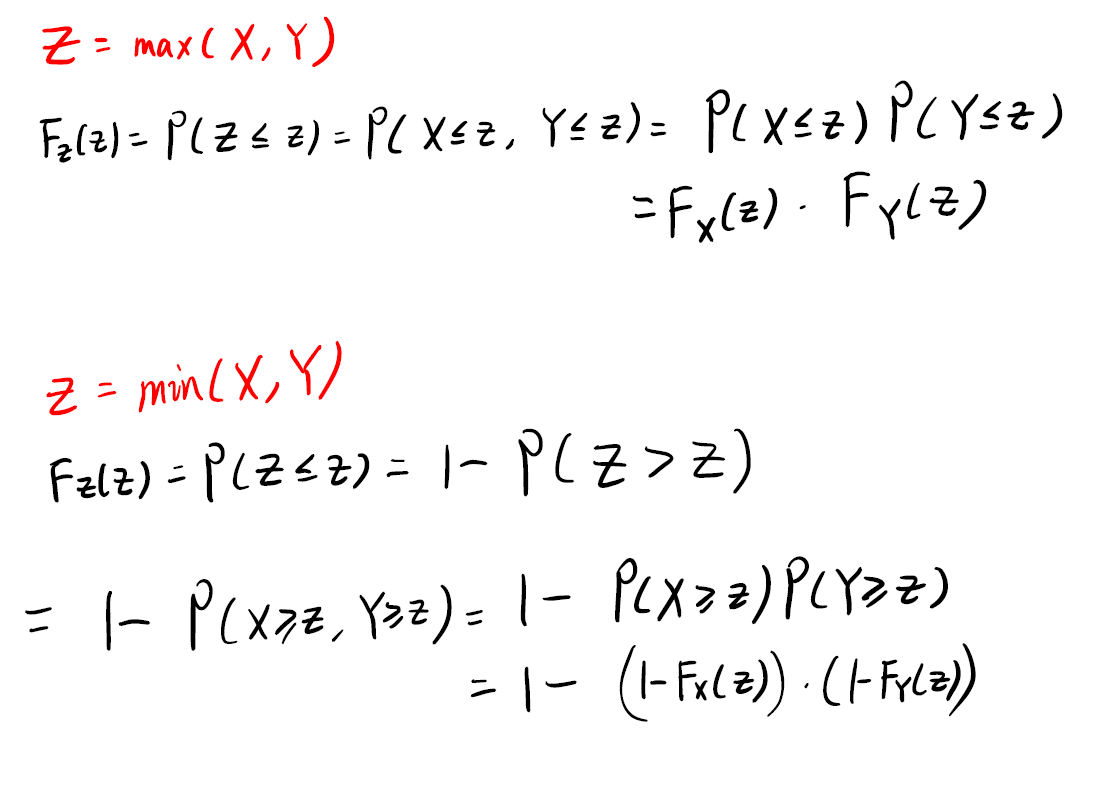 Z = max(X, Y)
F_Z(z) = P(Z ≤ z) = P(X ≤ z, Y ≤ z) = P(X ≤ z) P(Y ≤ z)
= F_X(z) · F_Y(z)
Z = min(X, Y)
F_Z(z) = P(Z ≤ z) = 1 - P(Z > z)
= 1 - P(X ⩾ z, Y ⩾ z) = 1 - P(X ⩾ z) P(Y ⩾ z)
= 1 - (1 - F_X(z)) · (1 - F_Y(z))